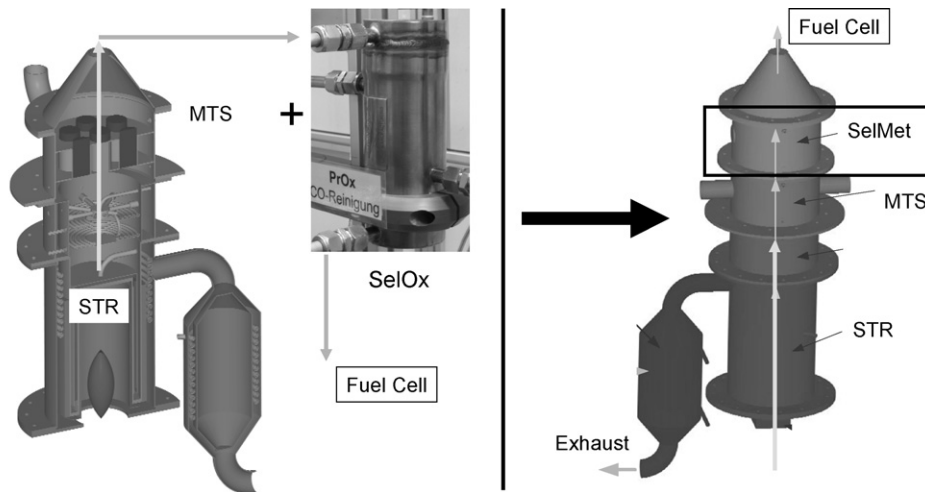 MTS
+
STR
PrOx
CO-Reinigung
SelOx
Fuel Cell
Fuel Cell
SelMet
MTS
STR
Exhaust